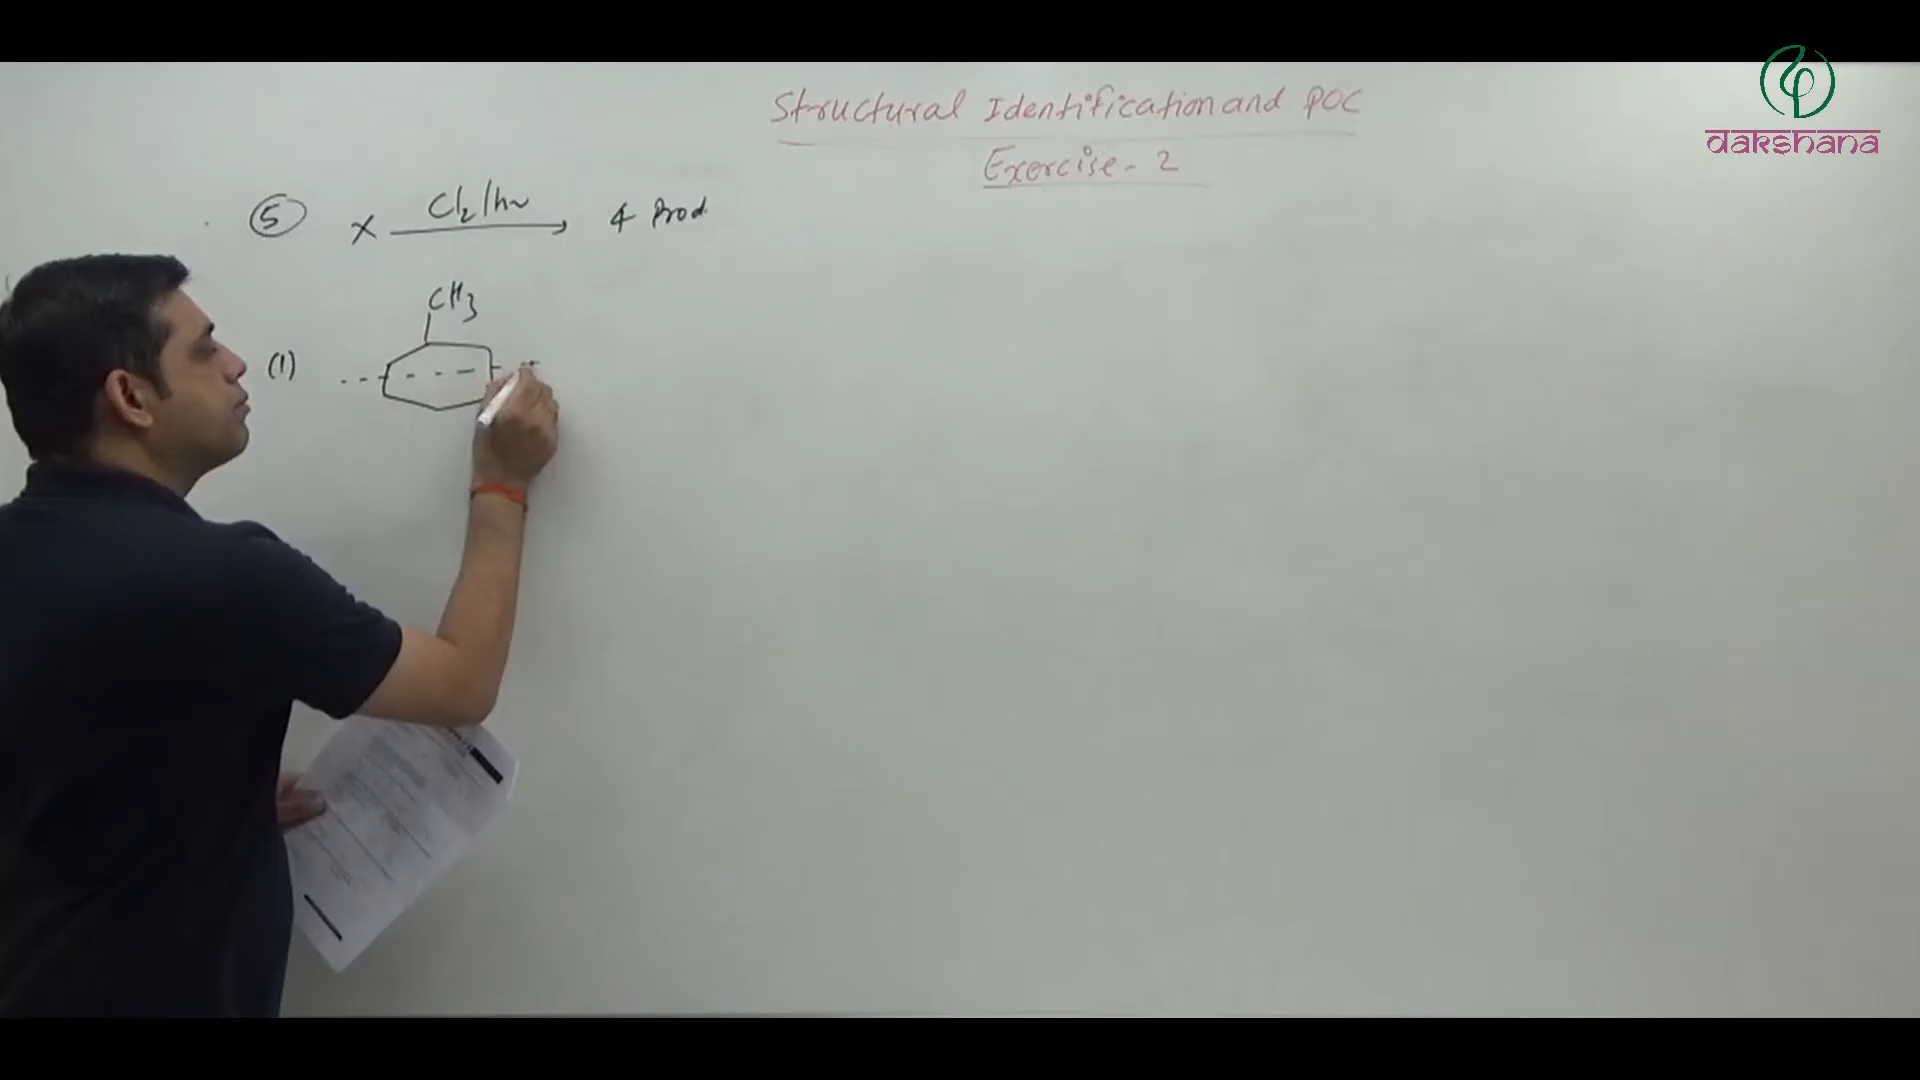 Structural Identification and POC
Exercise - 2
dakshana
5 X Cl2/hν 4 Prod.
CH3
(1)